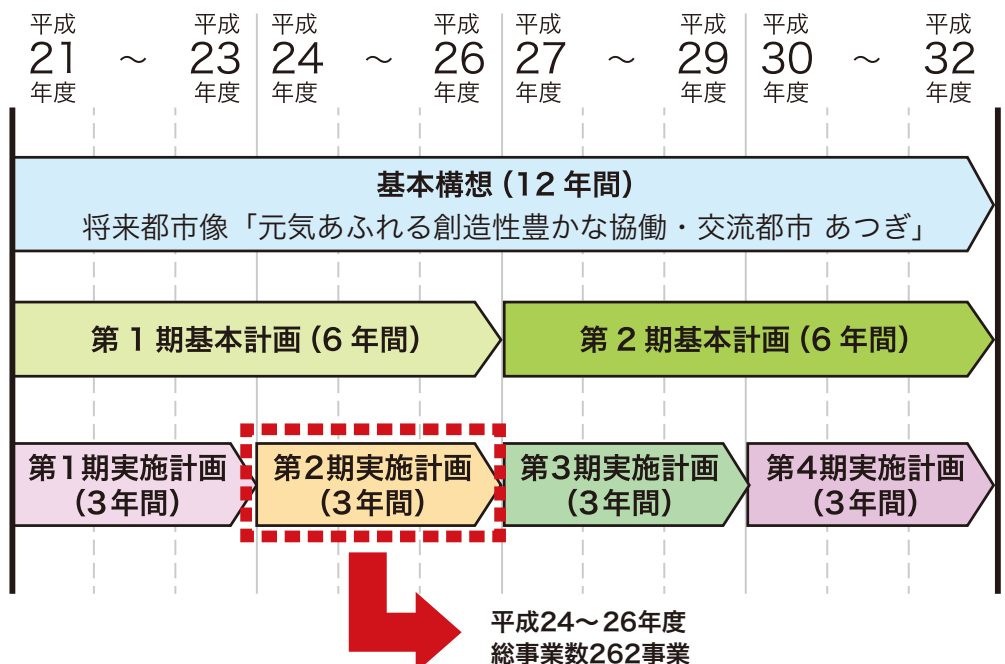 平成 平成 平成 平成 平成 平成 平成 平成
21 ～ 23 24 ～ 26 27 ～ 29 30 ～ 32
年度 年度 年度 年度 年度 年度 年度 年度
基本構想（12 年間）
将来都市像「元気あふれる創造性豊かな協働・交流都市 あつぎ」
第 1 期基本計画（6 年間） 第 2 期基本計画（6 年間）
第1期実施計画 第2期実施計画 第3期実施計画 第4期実施計画
（3年間） （3年間） （3年間） （3年間）
平成24～26年度
総事業数262事業